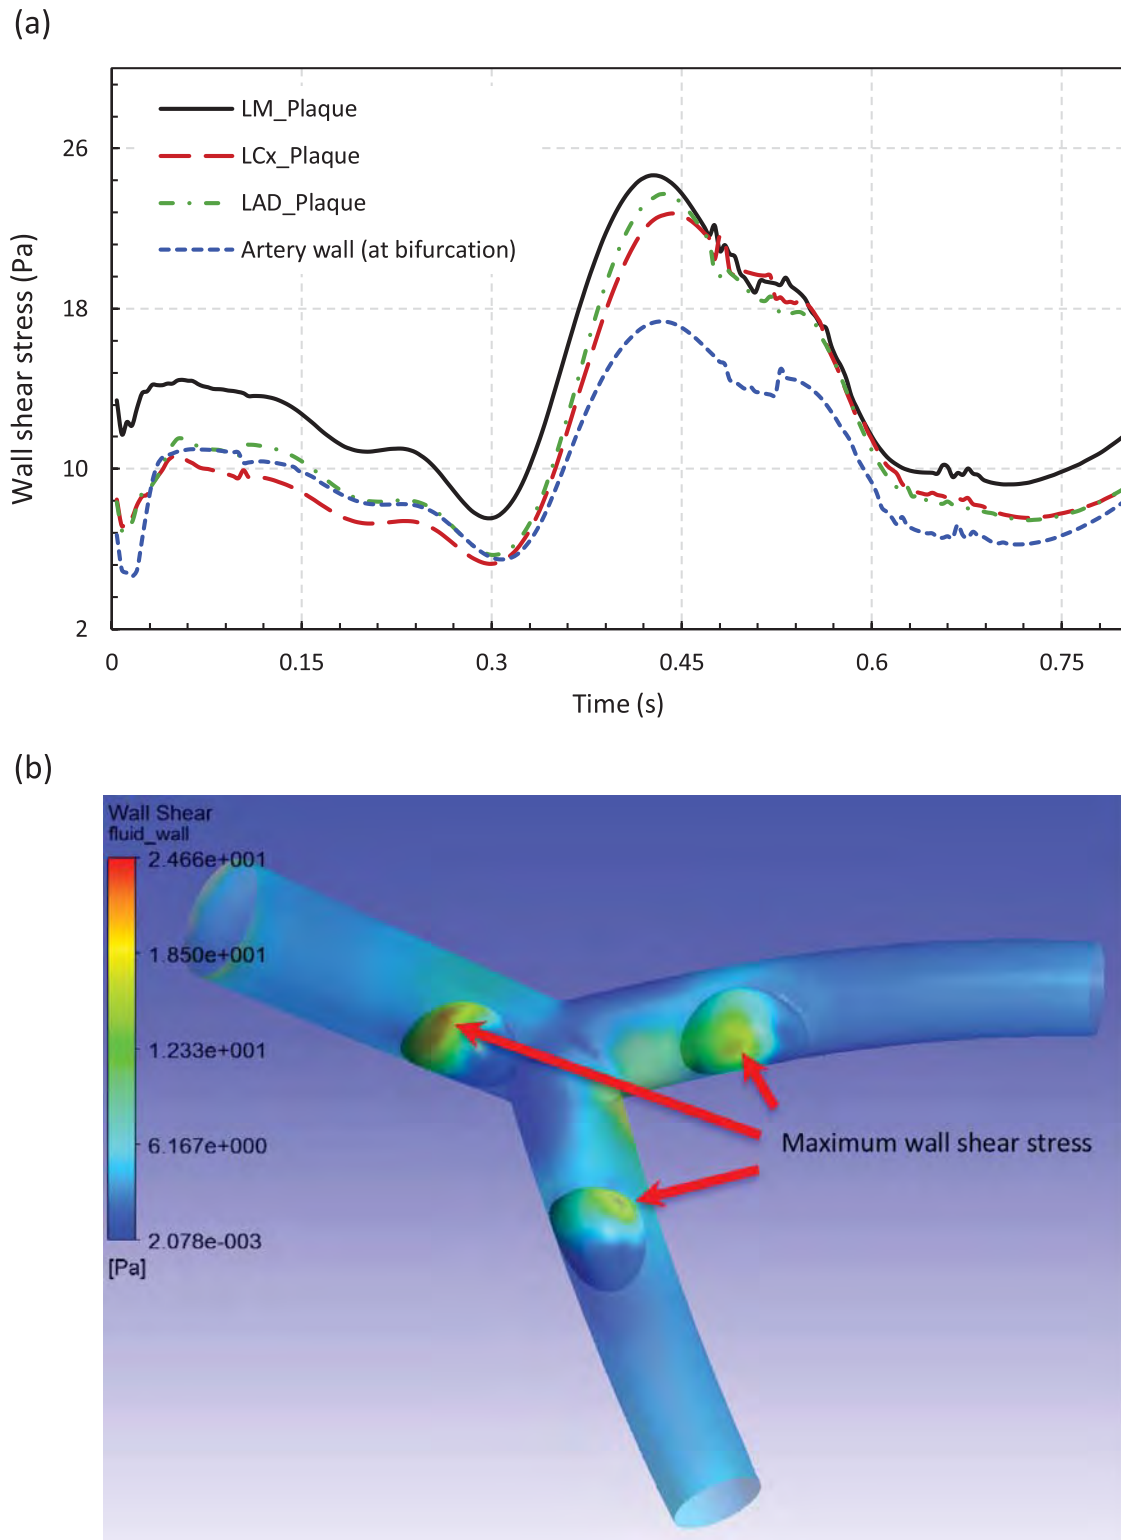 (a)
LM_Plaque
LCx_Plaque
LAD_Plaque
Artery wall (at bifurcation)
Wall shear stress (Pa)
26
18
10
2
0 0.15 0.3 0.45 0.6 0.75
Time (s)
(b)
Wall Shear
fluid_wall
2.466e+001
1.850e+001
1.233e+001
6.167e+000
2.078e-003
[Pa]
Maximum wall shear stress